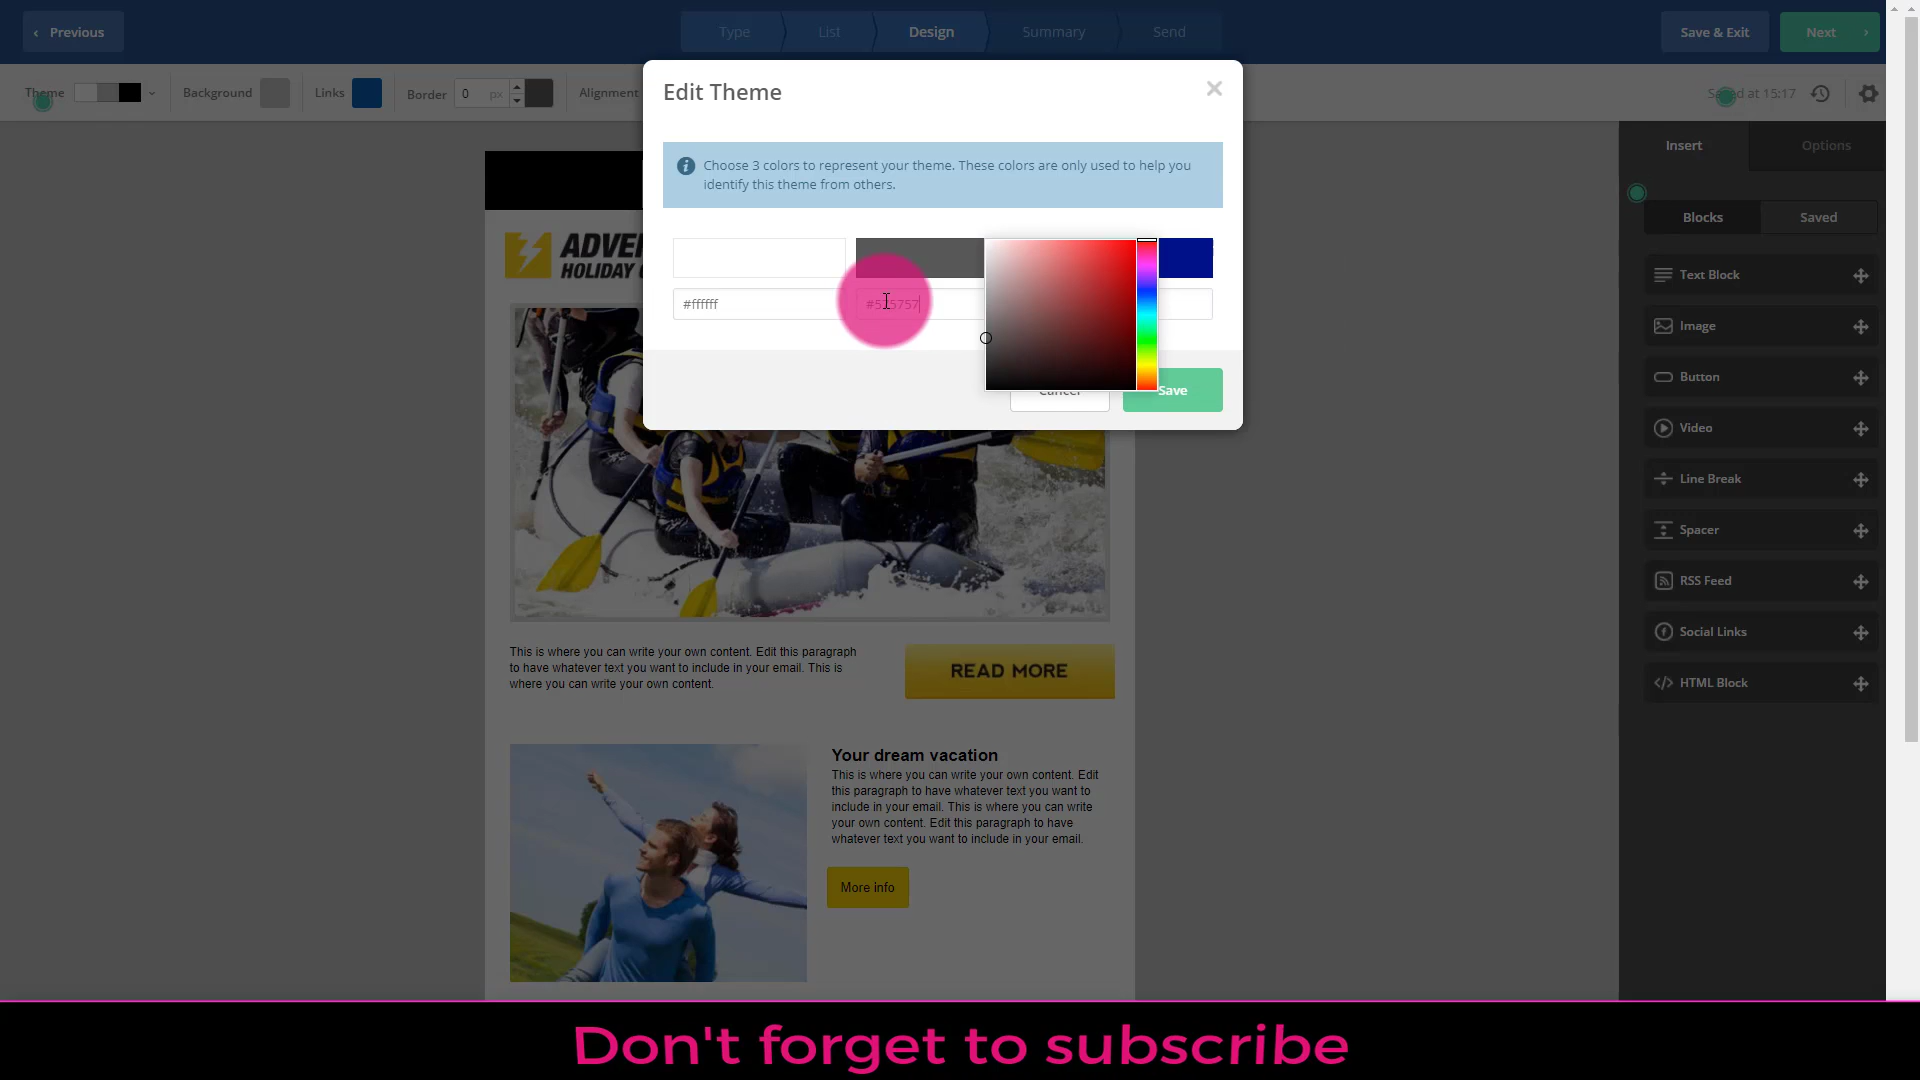 Previous
Type
List
Design
Summary
Send
Save & Exit
Next
Theme
Background
Links
Border
0
px
Alignment
at 15:17
Edit Theme
Choose 3 colors to represent your theme. These colors are only used to help you
identify this theme from others.
#ffffff
Cancel
Save
Insert
Options
Blocks
Saved
Text Block
Image
Button
Video
Line Break
Spacer
RSS Feed
Social Links
HTML Block
HOLIDAY
This is where you can write your own content. Edit this paragraph
to have whatever text you want to include in your email. This is
where you can write your own content.
READ MORE
Your dream vacation
This is where you can write your own content. Edit
this paragraph to have whatever text you want to
include in your email. This is where you can write
your own content. Edit this paragraph to have
whatever text you want to include in your email.
More info
Don't forget to subscribe